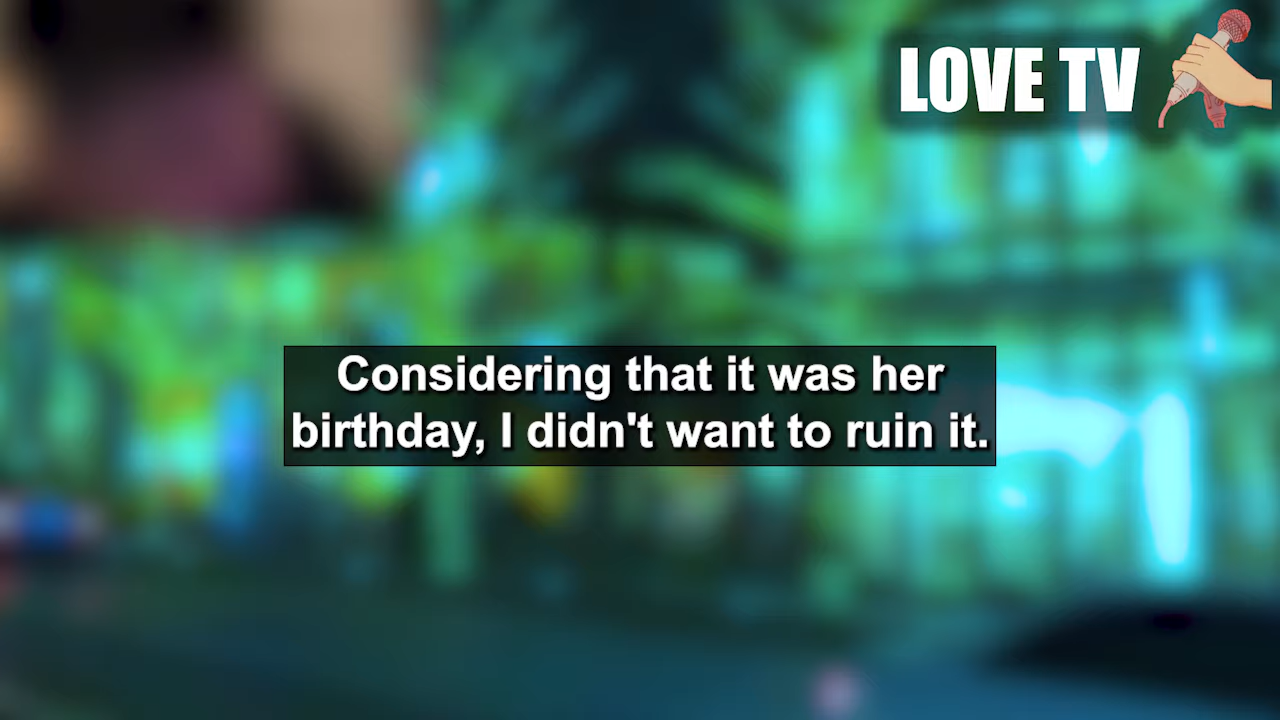 LOVE TV
Considering that it was her
birthday, I didn't want to ruin it.